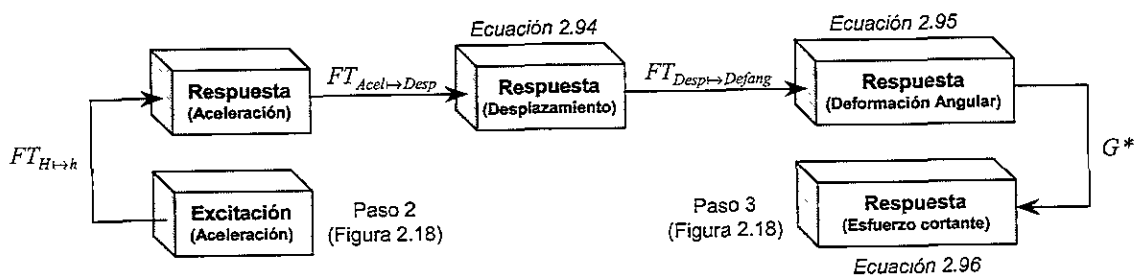 Ecuación 2.94
Ecuación 2.95
Respuesta
(Aceleración)
FT_{Acel↦Desp}
Respuesta
(Desplazamiento)
FT_{Desp↦Defang}
Respuesta
(Deformación Angular)
FT_{H↦h}
G*
Excitación
(Aceleración)
Paso 2
(Figura 2.18)
Paso 3
(Figura 2.18)
Respuesta
(Esfuerzo cortante)
Ecuación 2.96